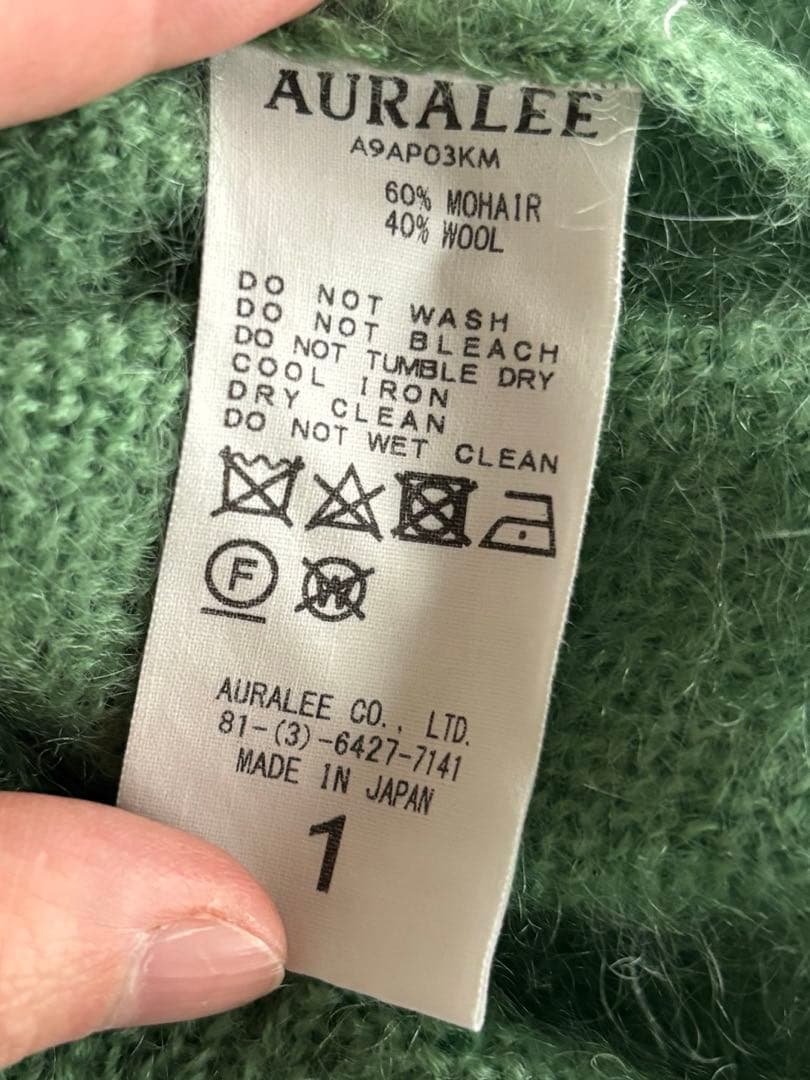 AURALEE
A9AP03KM
60% MOHAIR
40% WOOL
DO NOT WASH
DO NOT BLEACH
DO NOT TUMBLE DRY
COOL IRON
DRY CLEAN
DO NOT WET CLEAN
F W
AURALEE CO., LTD.
81-(3)-6427-7141
MADE IN JAPAN
1